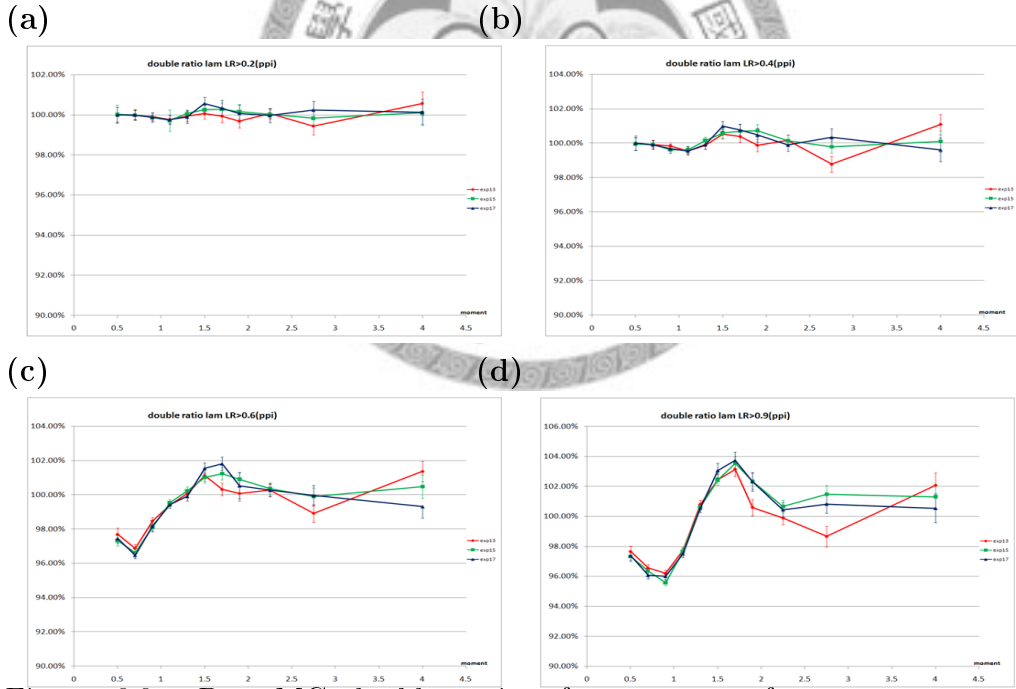 (a)
(b)
double ratio lam LR>0.2(ppi)
102.00%
100.00%
98.00%
96.00%
94.00%
92.00%
90.00%
0 0.5 1 1.5 2 2.5 3 3.5 4 4.5
moment
exp13
exp15
exp17
double ratio lam LR>0.4(ppi)
104.00%
102.00%
100.00%
98.00%
96.00%
94.00%
92.00%
90.00%
0 0.5 1 1.5 2 2.5 3 3.5 4 4.5
moment
exp13
exp15
exp17
(c)
(d)
double ratio lam LR>0.6(ppi)
104.00%
102.00%
100.00%
98.00%
96.00%
94.00%
92.00%
90.00%
0 0.5 1 1.5 2 2.5 3 3.5 4 4.5
moment
exp13
exp15
exp17
double ratio lam LR>0.9(ppi)
106.00%
104.00%
102.00%
100.00%
98.00%
96.00%
94.00%
92.00%
90.00%
0 0.5 1 1.5 2 2.5 3 3.5 4 4.5
moment
exp13
exp15
exp17